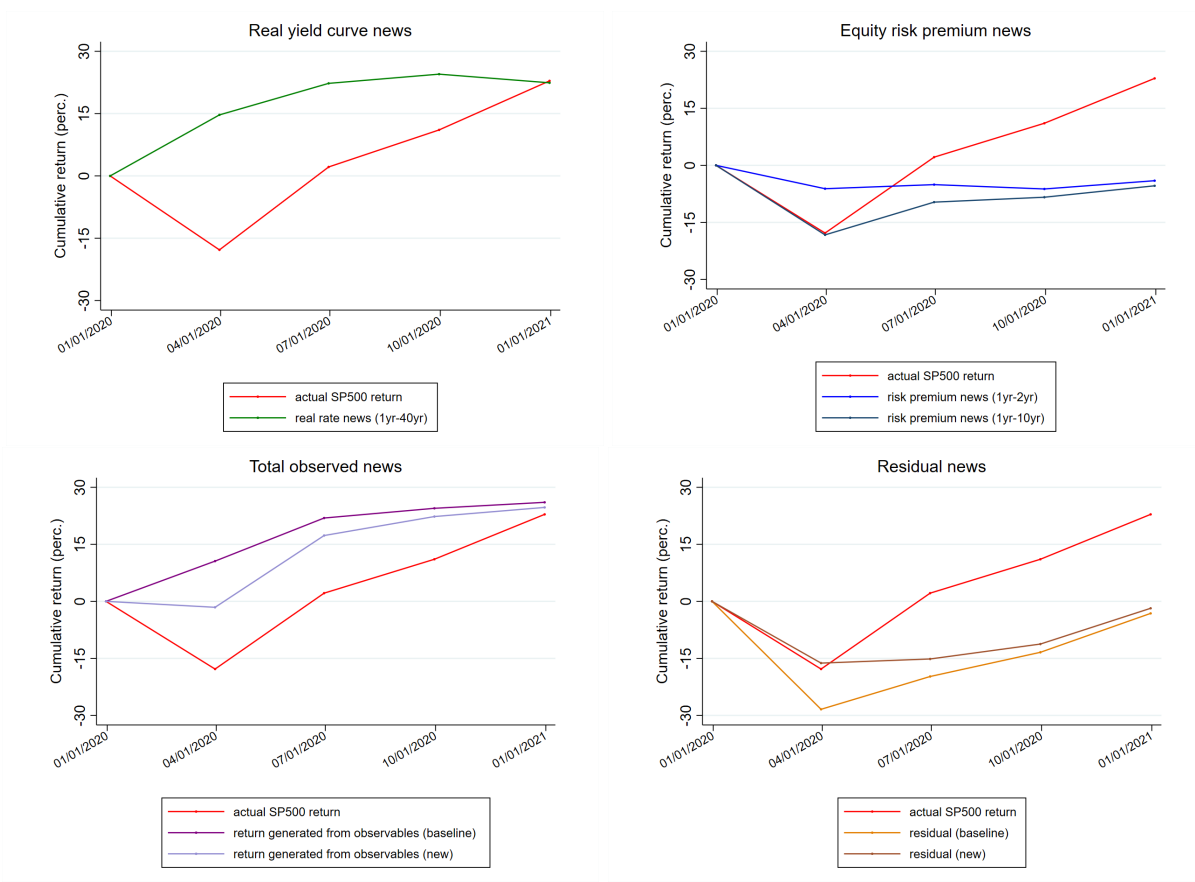 Real yield curve news
Cumulative return (perc.)
30
15
0
-15
-30
01/01/2020
04/01/2020
07/01/2020
10/01/2020
01/01/2021
actual SP500 return
real rate news (1yr-40yr)
Equity risk premium news
Cumulative return (perc.)
30
15
0
-15
-30
01/01/2020
04/01/2020
07/01/2020
10/01/2020
01/01/2021
actual SP500 return
risk premium news (1yr-2yr)
risk premium news (1yr-10yr)
Total observed news
Cumulative return (perc.)
30
15
0
-15
-30
01/01/2020
04/01/2020
07/01/2020
10/01/2020
01/01/2021
actual SP500 return
return generated from observables (baseline)
return generated from observables (new)
Residual news
Cumulative return (perc.)
30
15
0
-15
-30
01/01/2020
04/01/2020
07/01/2020
10/01/2020
01/01/2021
actual SP500 return
residual (baseline)
residual (new)